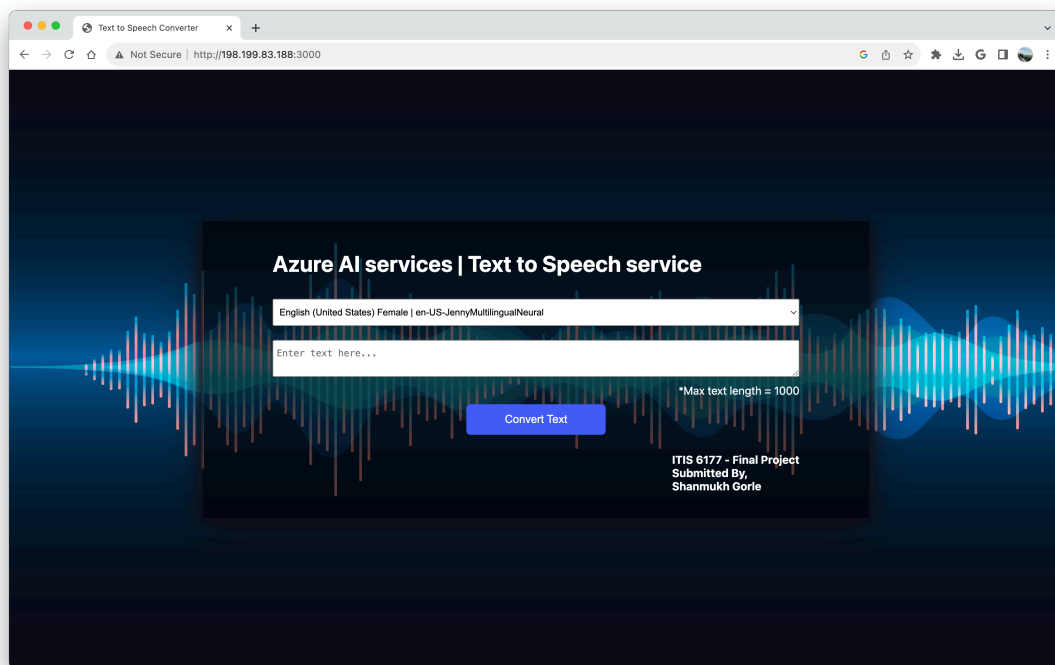 Text to Speech Converter
Not Secure | http://198.199.83.188:3000
Azure AI services | Text to Speech service
English (United States) Female | en-US-JennyMultilingualNeural
Enter text here...
*Max text length = 1000
Convert Text
ITIS 6177 - Final Project
Submitted By,
Shanmukh Gorle